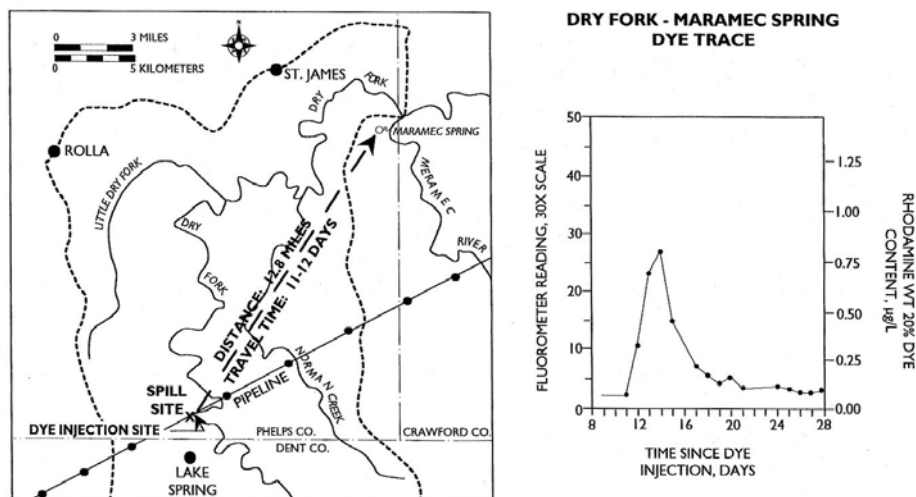 0 3 MILES
0 5 KILOMETERS
N
ST. JAMES
ROLLA
LITTLE DRY FORK
DRY FORK
DRY FORK
MARAMEC SPRING
MERAMEC RIVER
DISTANCE: 12.8 MILES
TRAVEL TIME: 11-12 DAYS
NORMAN CREEK
PIPELINE
SPILL
SITE
DYE INJECTION SITE
PHELPS CO.
DENT CO.
CRAWFORD CO.
LAKE
SPRING
DRY FORK - MARAMEC SPRING
DYE TRACE
FLUOROMETER READING, 30X SCALE
50
40
30
20
10
0
1.25
1.00
0.75
0.50
0.25
0.00
RHODAMINE WT 20% DYE
CONTENT, µg/L
8 12 16 20 24 28
TIME SINCE DYE
INJECTION, DAYS